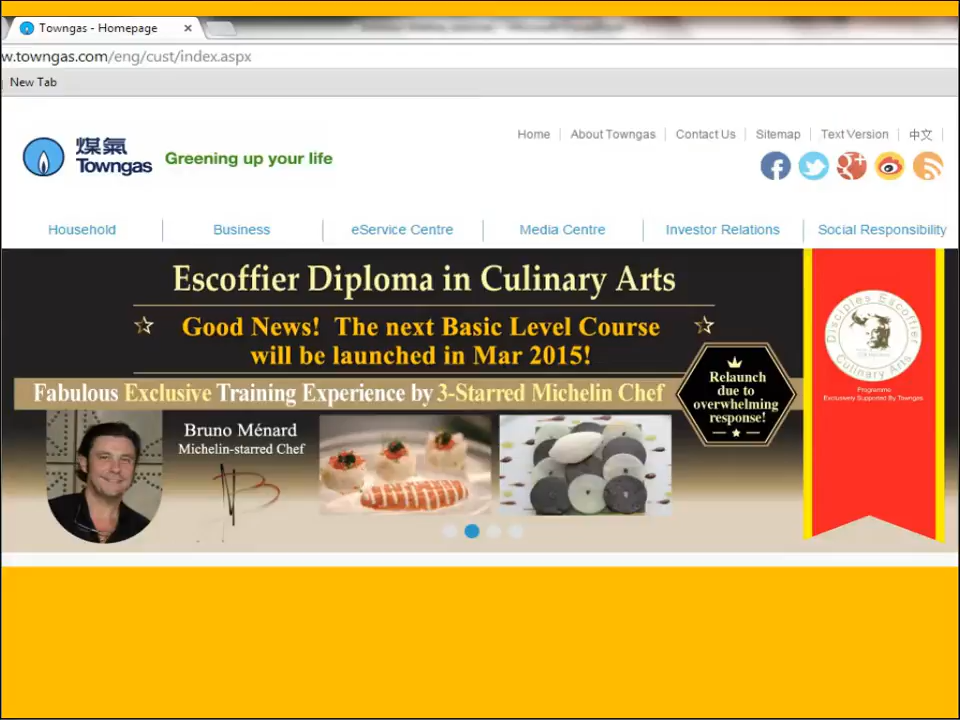 Towngas - Homepage
w.towngas.com/eng/cust/index.aspx
New Tab
Home About Towngas Contact Us Sitemap Text Version 中文
煤氣
Towngas
Greening up your life
Household Business eService Centre Media Centre Investor Relations Social Responsibility
Escoffier Diploma in Culinary Arts
Good News! The next Basic Level Course
will be launched in Mar 2015!
Fabulous Exclusive Training Experience by 3-Starred Michelin Chef
Relaunch
due to
overwhelming
response!
Bruno Ménard
Michelin-starred Chef
Disciples Escoffier
Culinary Arts
Programme
Exclusively Supported By Towngas